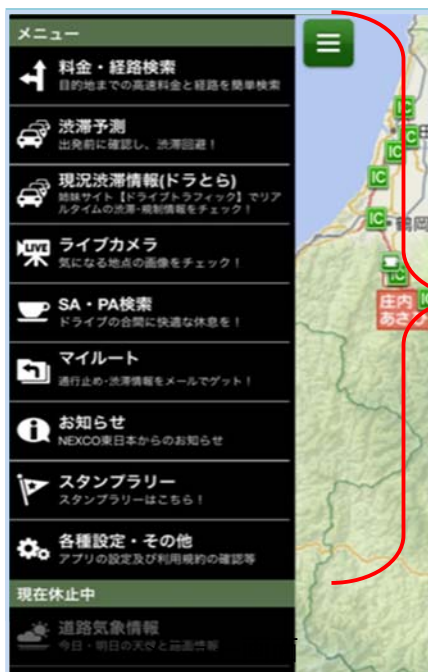 メニュー
料金・経路検索
目的地までの高速料金と経路を簡単検索
渋滞予測
出発前に確認し、渋滞回避！
現況渋滞情報(ドラとら)
姉妹サイト【ドライブトラフィック】でリア
ルタイムの渋滞・規制情報をチェック！
LIVE
ライブカメラ
気になる地点の画像をチェック！
SA・PA検索
ドライブの合間に快適な休息を！
マイルート
通行止め・渋滞情報をメールでゲット！
お知らせ
NEXCO東日本からのお知らせ
スタンプラリー
スタンプラリーはこちら！
各種設定・その他
アプリの設定及び利用規約の確認等
現在休止中
道路気象情報
今日・明日の天気と路面情報
IC
IC
IC
IC
IC
鶴岡
IC
IC
庄内
あさひ